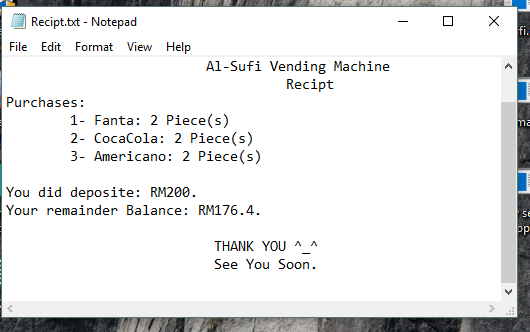 Recipt.txt - Notepad
File Edit Format View Help
Al-Sufi Vending Machine
Recipt
Purchases:
1- Fanta: 2 Piece(s)
2- CocaCola: 2 Piece(s)
3- Americano: 2 Piece(s)
You did deposite: RM200.
Your remainder Balance: RM176.4.
THANK YOU ^_^
See You Soon.